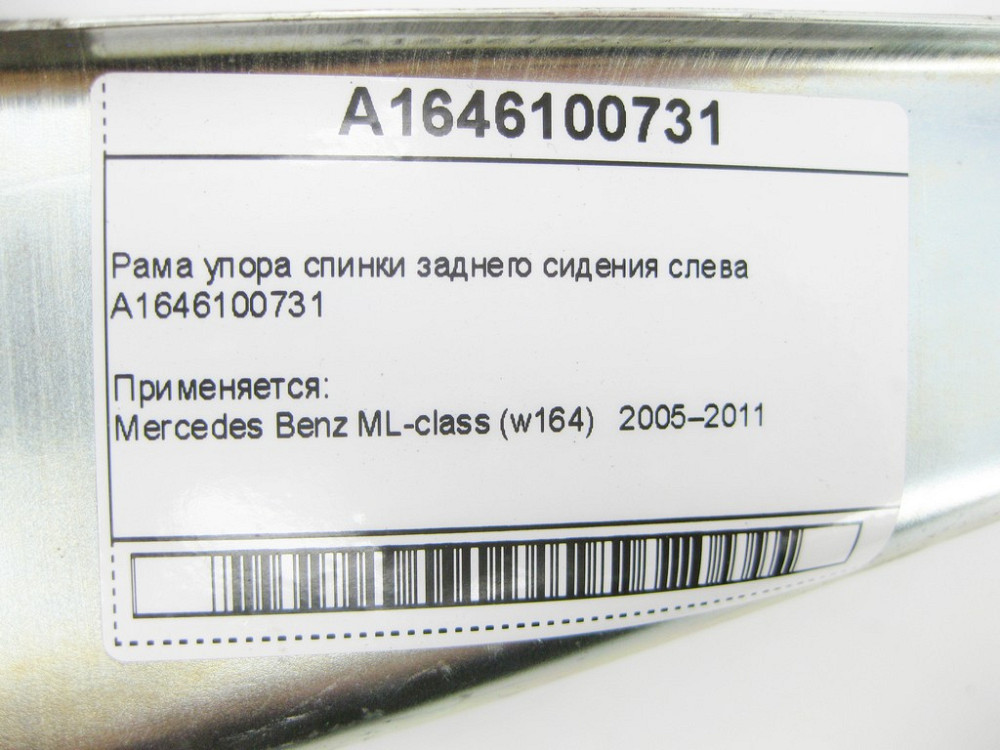 A1646100731
Рама упора спинки заднего сидения слева
A1646100731
Применяется:
Mercedes Benz ML-class (w164) 2005–2011